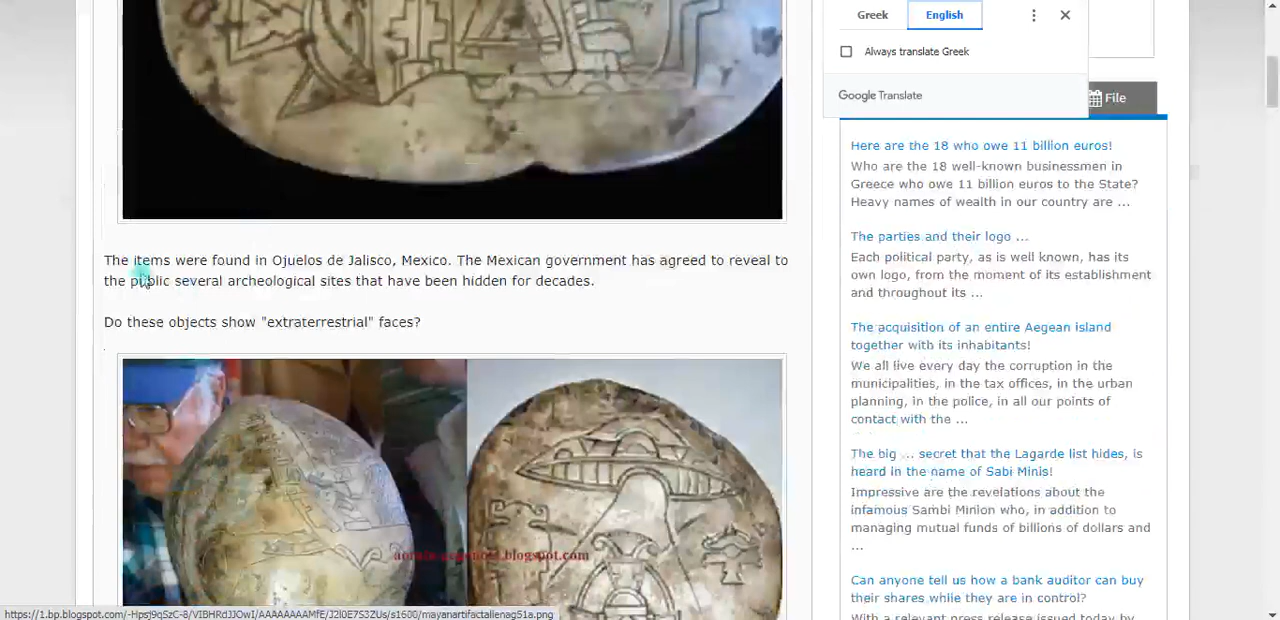 Greek
English
Always translate Greek
Google Translate
File
Here are the 18 who owe 11 billion euros!
Who are the 18 well-known businessmen in
Greece who owe 11 billion euros to the State?
Heavy names of wealth in our country are ...
The parties and their logo ...
Each political party, as is well known, has its
own logo, from the moment of its establishment
and throughout its ...
The acquisition of an entire Aegean island
together with its inhabitants!
We all live every day the corruption in the
municipalities, in the tax offices, in the urban
planning, in the police, in all our points of
contact with the ...
The big ... secret that the Lagarde list hides, is
heard in the name of Sabi Minis!
Impressive are the revelations about the
infamous Sambi Minion who, in addition to
managing mutual funds of billions of dollars and
...
Can anyone tell us how a bank auditor can buy
their shares while they are in control?
With a relevant press release issued today by
The items were found in Ojuelos de Jalisco, Mexico. The Mexican government has agreed to reveal to
the public several archeological sites that have been hidden for decades.
Do these objects show "extraterrestrial" faces?
.blogspot.com